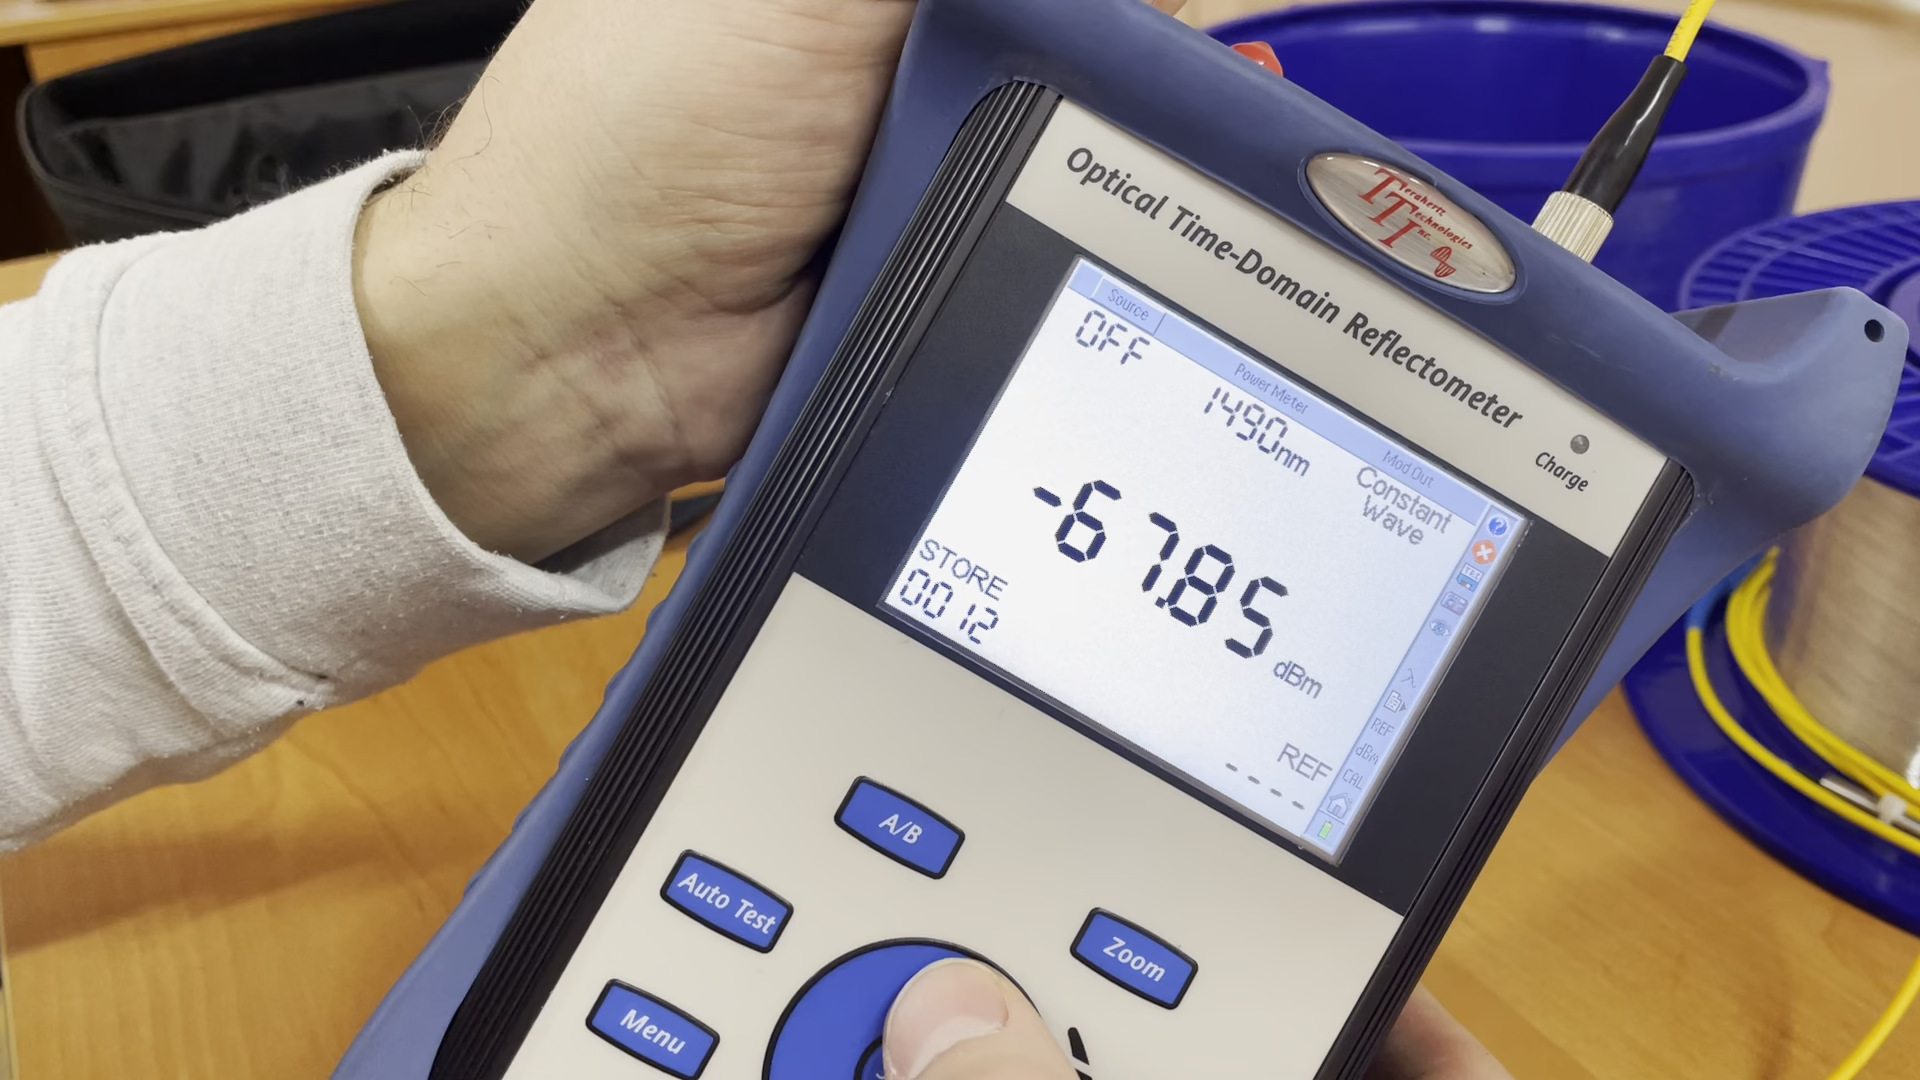 Optical Time-Domain Reflectometer
Terahertz
Technologies
Inc.
Charge
Source
Power Meter
Mod Out
OFF
1490nm
Constant
Wave
-67.85
dBm
STORE
0012
REF
----
λ
REF
dBm
CAL
A/B
Auto Test
Zoom
Menu